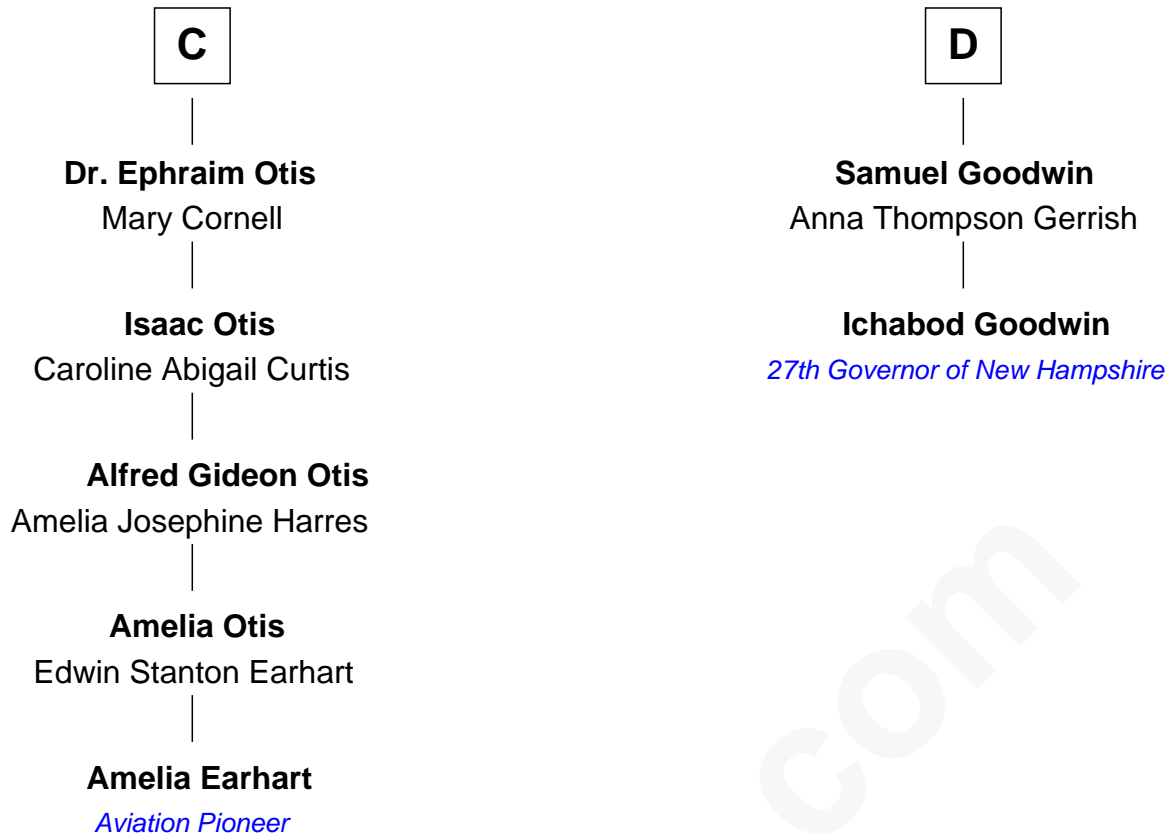 C
Dr. Ephraim Otis
Mary Cornell
Isaac Otis
Caroline Abigail Curtis
Alfred Gideon Otis
Amelia Josephine Harres
Amelia Otis
Edwin Stanton Earhart
Amelia Earhart
Aviation Pioneer
D
Samuel Goodwin
Anna Thompson Gerrish
Ichabod Goodwin
27th Governor of New Hampshire
com